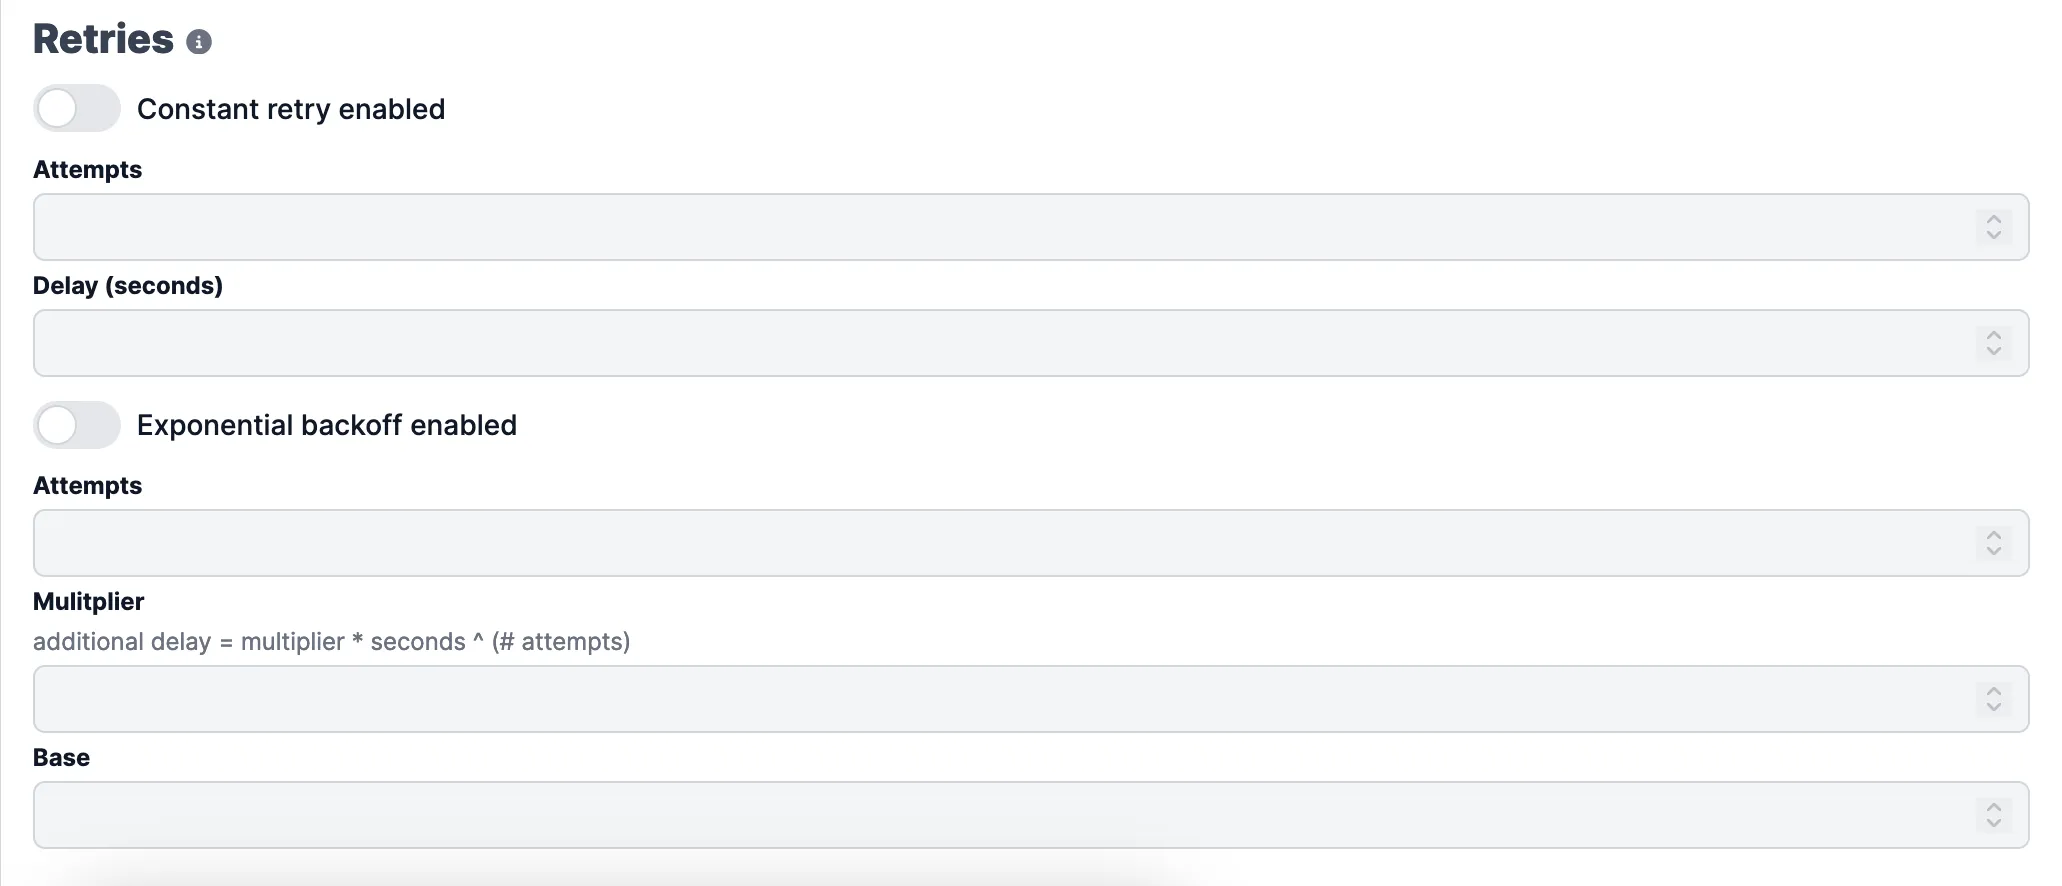 Retries
Constant retry enabled
Attempts
Delay (seconds)
Exponential backoff enabled
Attempts
Mulitplier
additional delay = multiplier * seconds ^ (# attempts)
Base